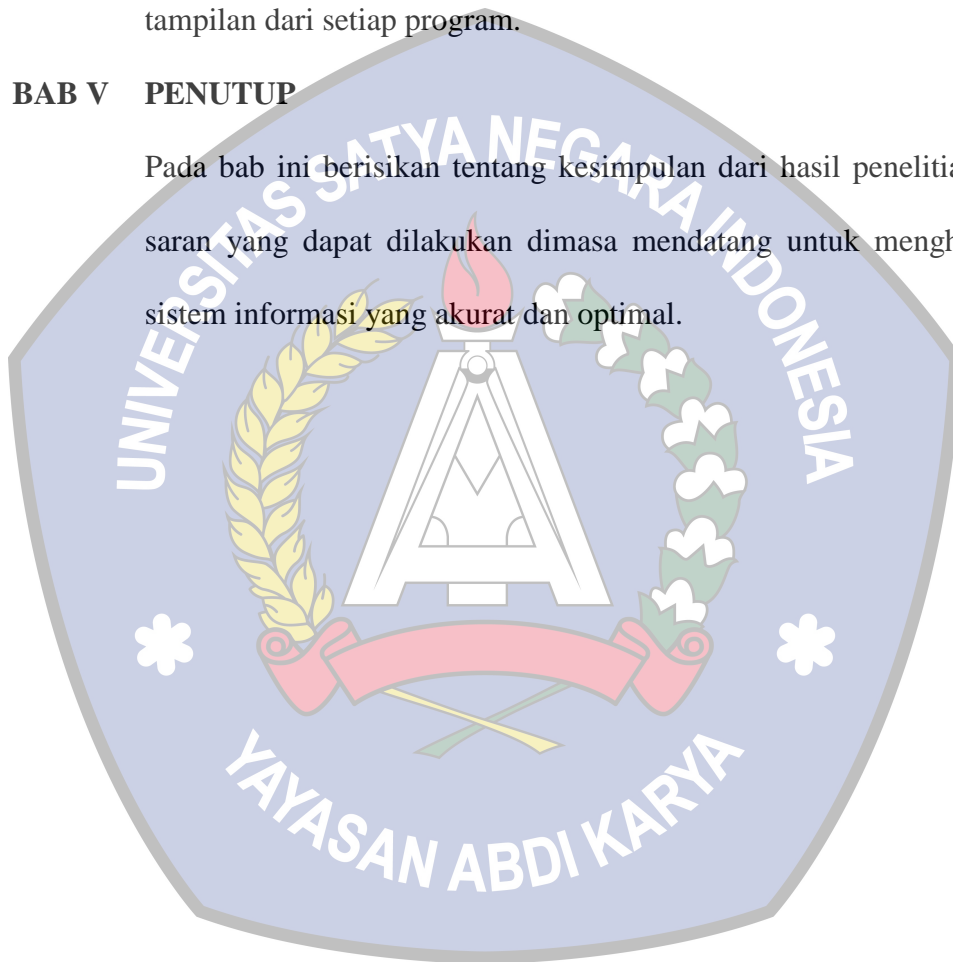 tampilan dari setiap program.
BAB V PENUTUP
Pada bab ini berisikan tentang kesimpulan dari hasil penelitia
saran yang dapat dilakukan dimasa mendatang untuk mengh
sistem informasi yang akurat dan optimal.
UNIVERSITAS SATYA NEGARA INDONESIA
YAYASAN ABDI KARYA